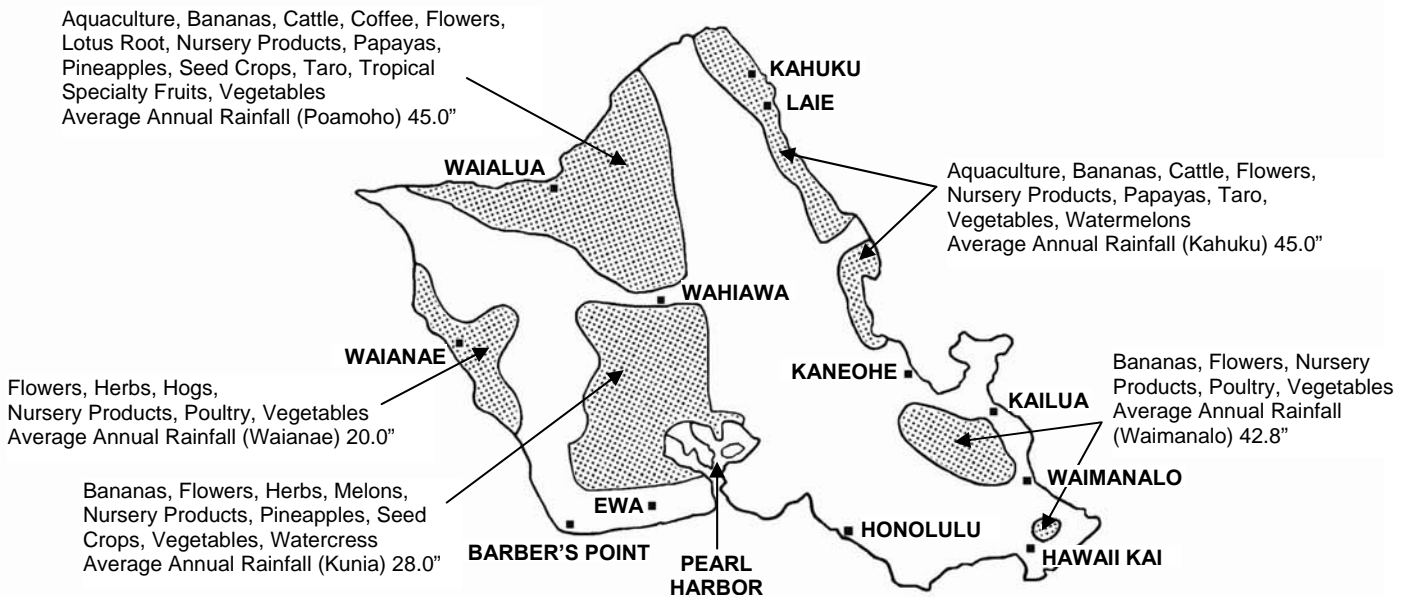 Aquaculture, Bananas, Cattle, Coffee, Flowers,
Lotus Root, Nursery Products, Papayas,
Pineapples, Seed Crops, Taro, Tropical
Specialty Fruits, Vegetables
Average Annual Rainfall (Poamoho) 45.0”
KAHUKU
LAIE
WAIALUA
Aquaculture, Bananas, Cattle, Flowers,
Nursery Products, Papayas, Taro,
Vegetables, Watermelons
Average Annual Rainfall (Kahuku) 45.0”
WAHIAWA
WAIANAE
KANEOHE
Flowers, Herbs, Hogs,
Nursery Products, Poultry, Vegetables
Average Annual Rainfall (Waianae) 20.0”
Bananas, Flowers, Nursery
Products, Poultry, Vegetables
Average Annual Rainfall
(Waimanalo) 42.8”
KAILUA
WAIMANALO
Bananas, Flowers, Herbs, Melons,
Nursery Products, Pineapples, Seed
Crops, Vegetables, Watercress
Average Annual Rainfall (Kunia) 28.0”
EWA
BARBER’S POINT
PEARL
HARBOR
HONOLULU
HAWAII KAI